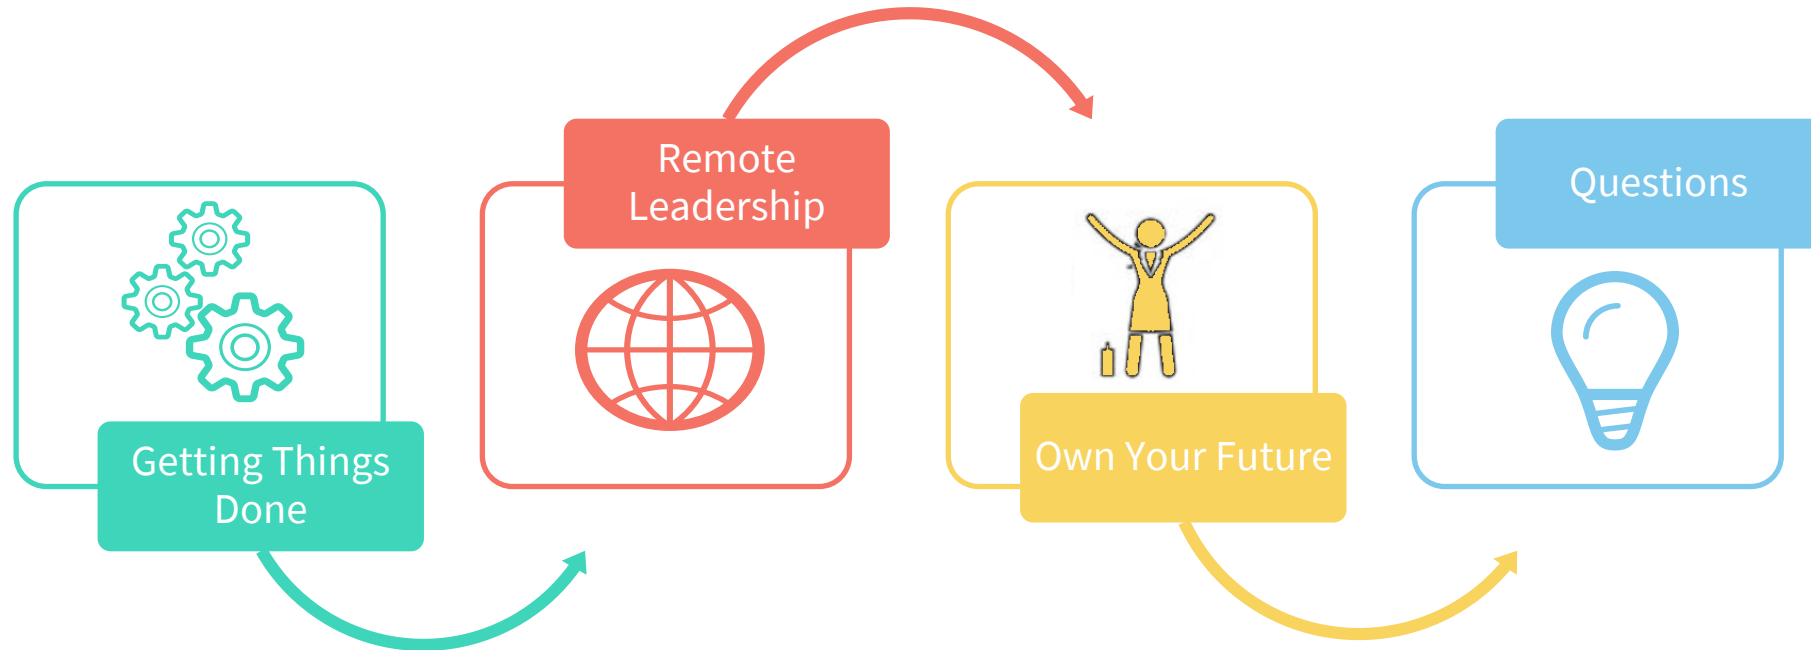 Getting Things
Done
Remote
Leadership
Own Your Future
Questions